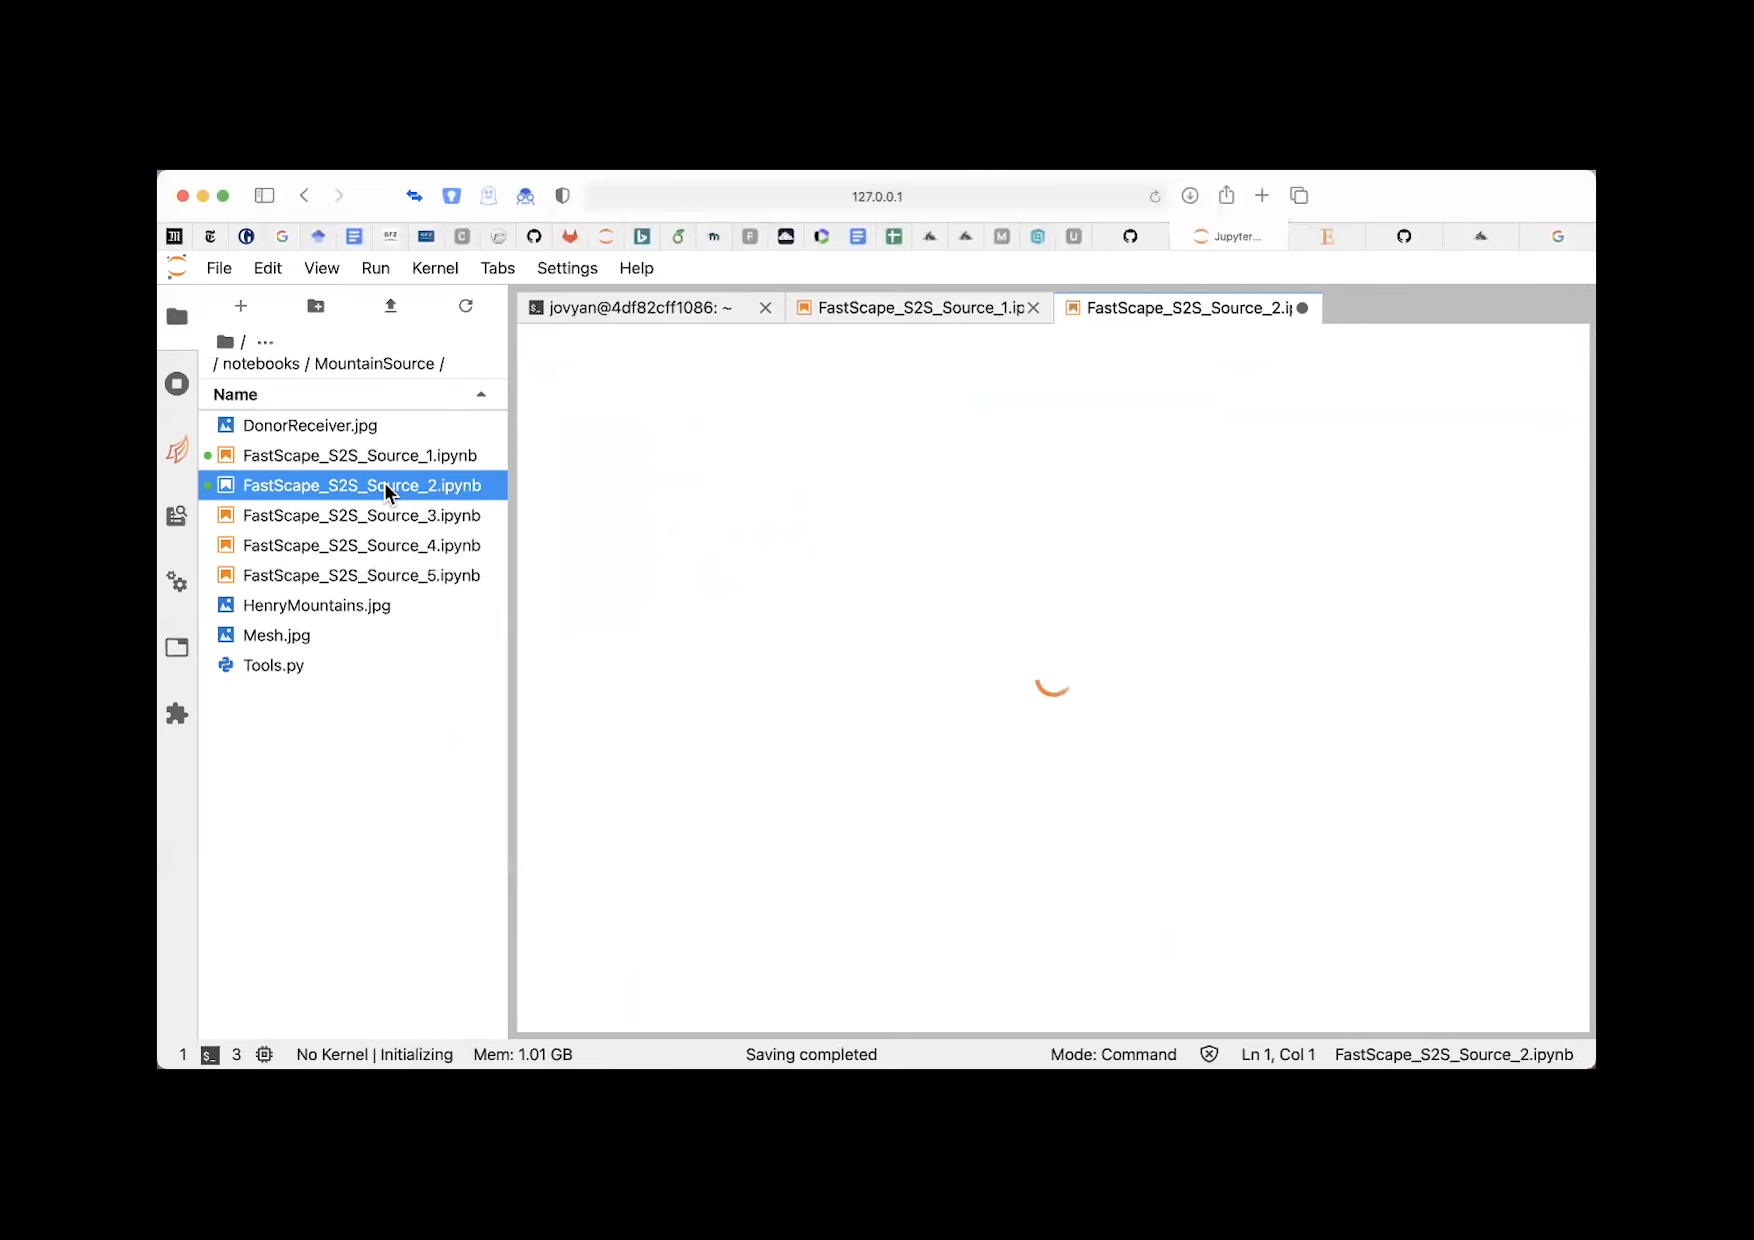 127.0.0.1
Jupyter...
File Edit View Run Kernel Tabs Settings Help
jovyan@4df82cff1086: ~
FastScape_S2S_Source_1.ip
FastScape_S2S_Source_2.i
/ ...
/ notebooks / MountainSource /
Name
DonorReceiver.jpg
FastScape_S2S_Source_1.ipynb
FastScape_S2S_Source_2.ipynb
FastScape_S2S_Source_3.ipynb
FastScape_S2S_Source_4.ipynb
FastScape_S2S_Source_5.ipynb
HenryMountains.jpg
Mesh.jpg
Tools.py
1 3 No Kernel | Initializing Mem: 1.01 GB Saving completed Mode: Command Ln 1, Col 1 FastScape_S2S_Source_2.ipynb